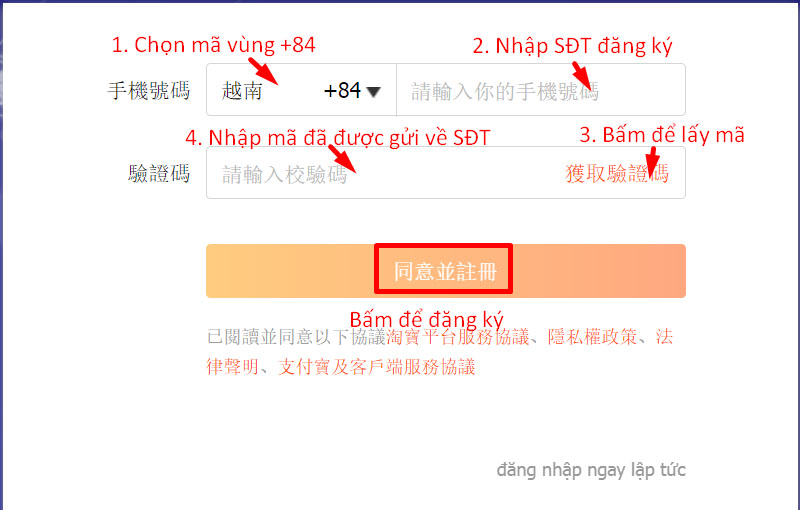 1. Chọn mã vùng +84
2. Nhập SĐT đăng ký
手機號碼
越南 +84
請輸入你的手機號碼
4. Nhập mã đã được gửi về SĐT
3. Bấm để lấy mã
驗證碼
請輸入校驗碼
獲取驗證碼
同意並註冊
Bấm để đăng ký
已閱讀並同意以下協議淘寶平台服務協議、隱私權政策、法
律聲明、支付寶及客戶端服務協議
đăng nhập ngay lập tức